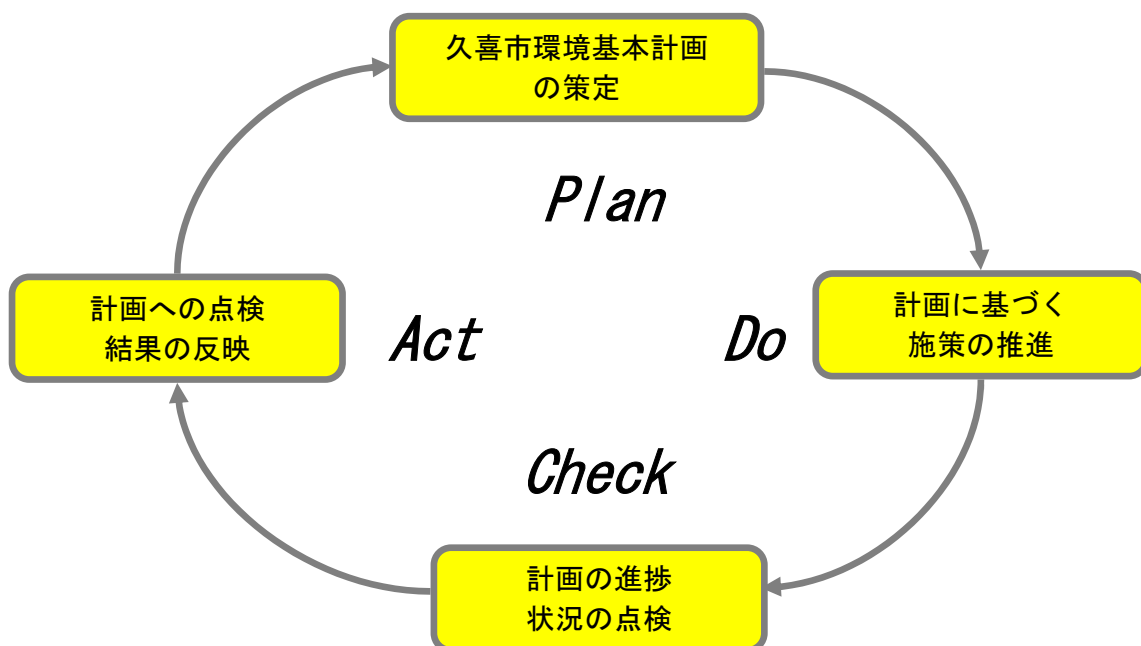 久喜市環境基本計画
の策定
Plan
計画への点検
結果の反映
Act
Do
計画に基づく
施策の推進
Check
計画の進捗
状況の点検